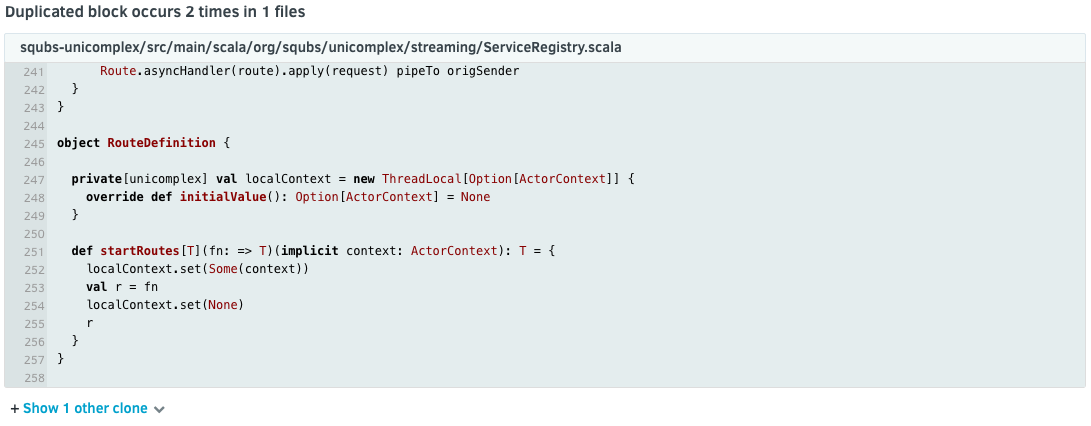 Duplicated block occurs 2 times in 1 files
squbs-unicomplex/src/main/scala/org/squbs/unicomplex/streaming/ServiceRegistry.scala
241       Route.asyncHandler(route).apply(request) pipeTo origSender
242   }
243 }
244
245 object RouteDefinition {
246
247   private[unicomplex] val localContext = new ThreadLocal[Option[ActorContext]] {
248     override def initialValue(): Option[ActorContext] = None
249   }
250
251   def startRoutes[T](fn: => T)(implicit context: ActorContext): T = {
252     localContext.set(Some(context))
253     val r = fn
254     localContext.set(None)
255     r
256   }
257 }
258
+ Show 1 other clone